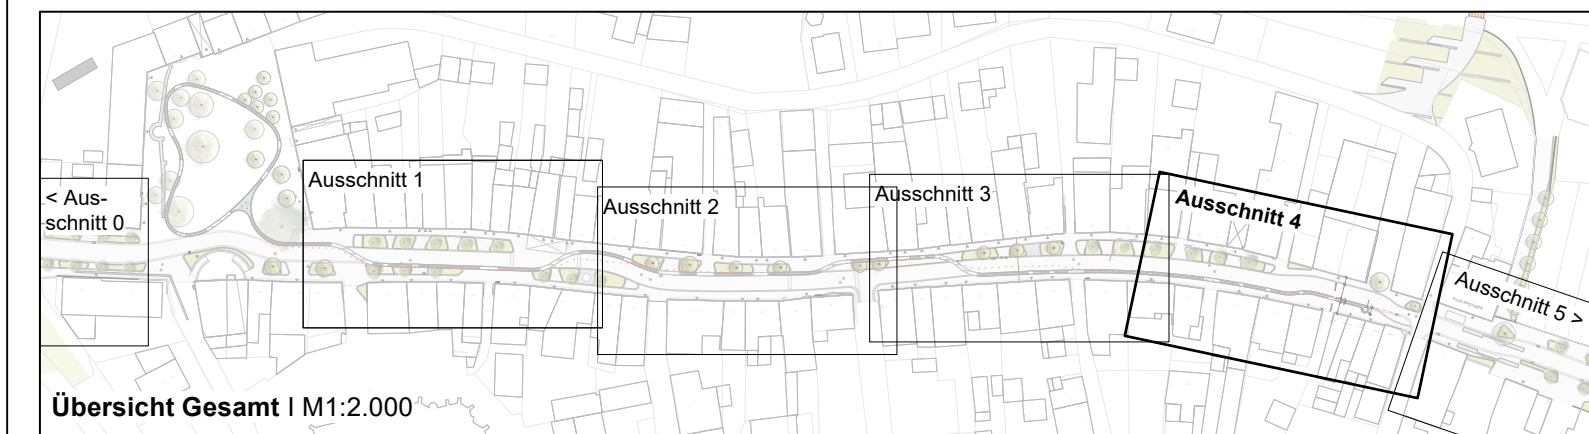 < Aus-
schnitt 0
Ausschnitt 1
Ausschnitt 2
Ausschnitt 3
Ausschnitt 4
Ausschnitt 5 >
Übersicht Gesamt I M1:2.000